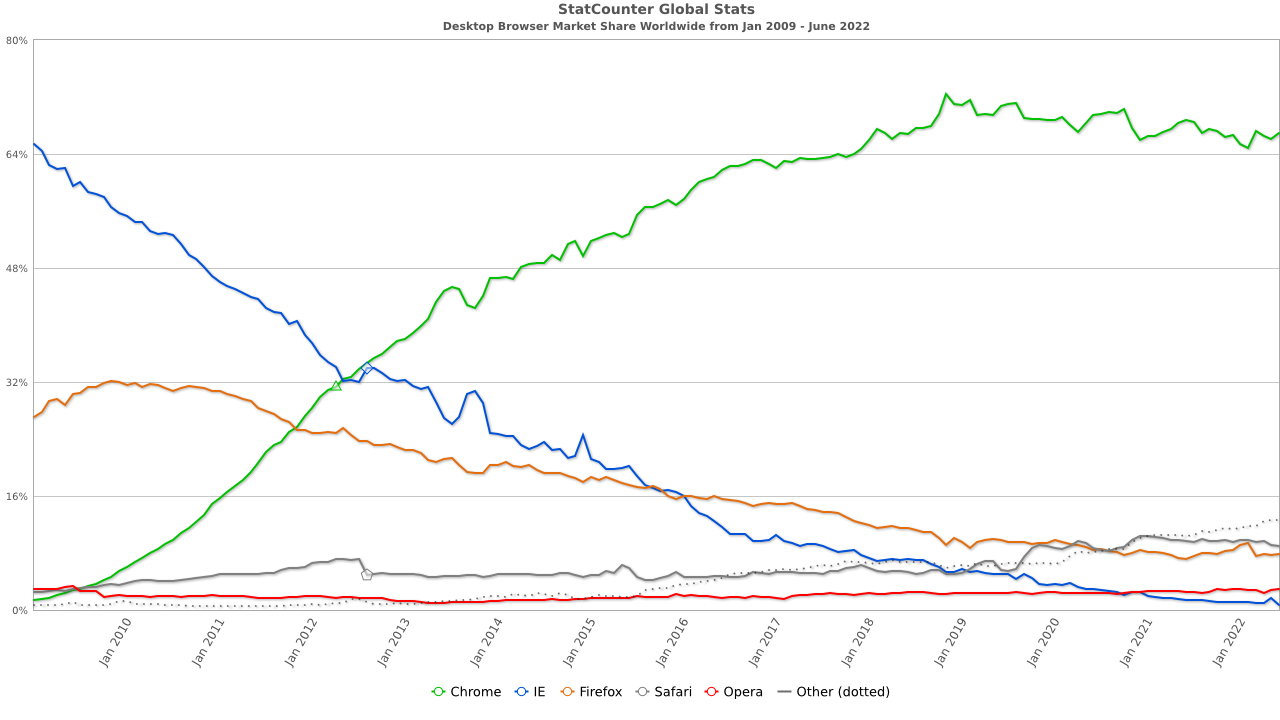 StatCounter Global Stats
Desktop Browser Market Share Worldwide from Jan 2009 - June 2022
80%
64%
48%
32%
16%
0%
Jan 2010 Jan 2011 Jan 2012 Jan 2013 Jan 2014 Jan 2015 Jan 2016 Jan 2017 Jan 2018 Jan 2019 Jan 2020 Jan 2021 Jan 2022
Chrome IE Firefox Safari Opera Other (dotted)